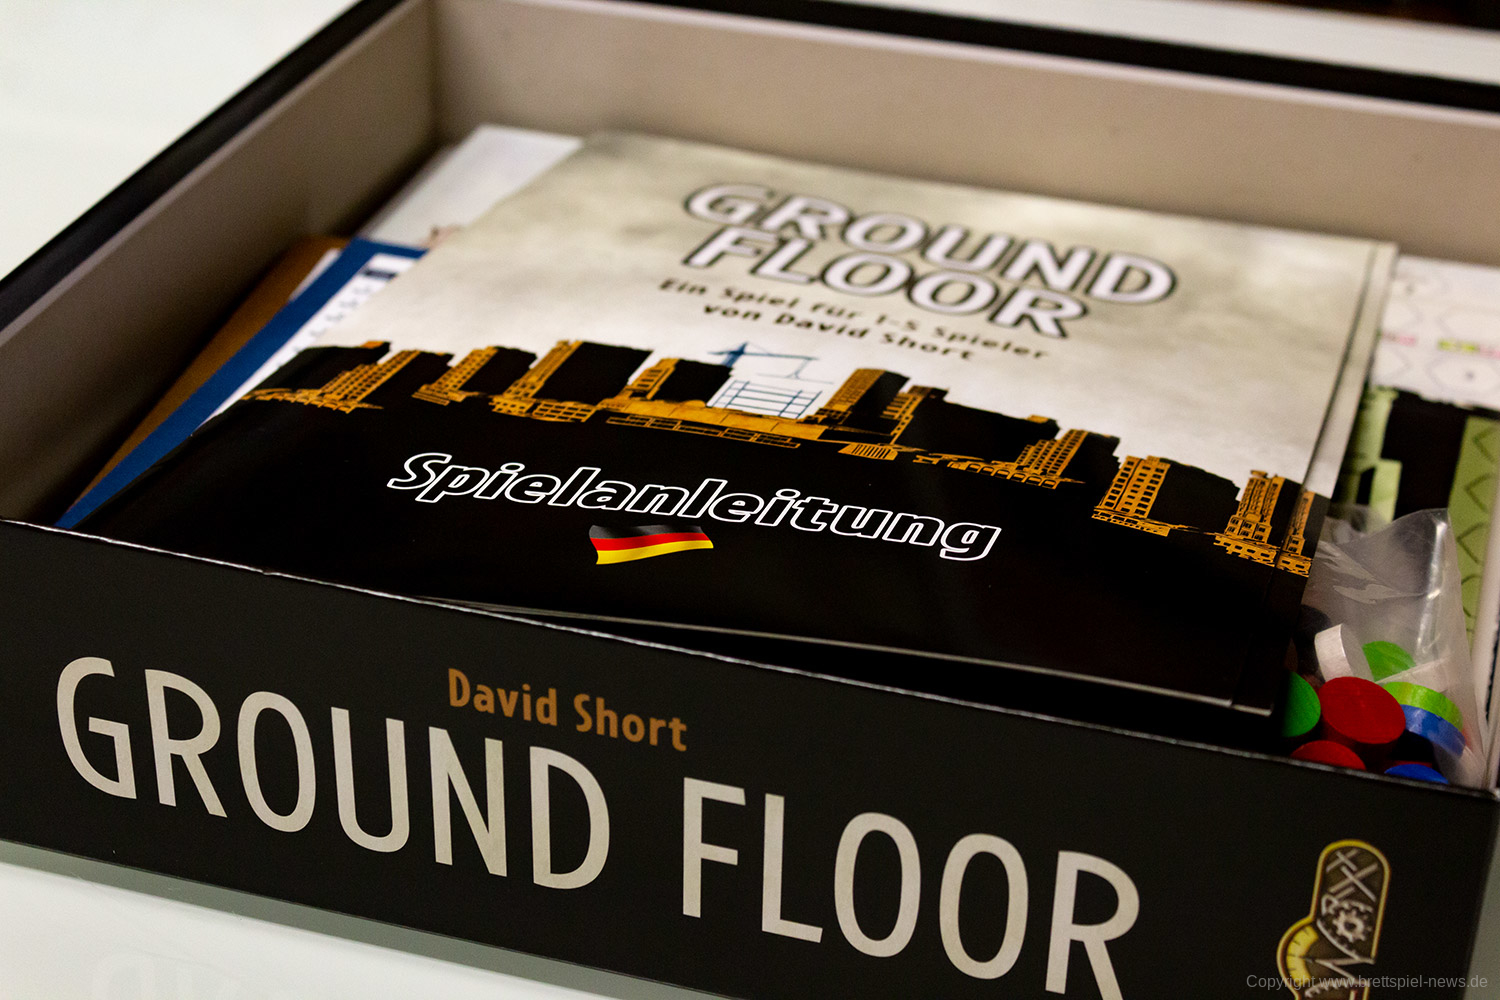 GROUND
FLOOR
Ein Spiel für 1-5 Spieler
von David Short
Spielanleitung
David Short
GROUND FLOOR
Copyright www.brettspiel-news.de